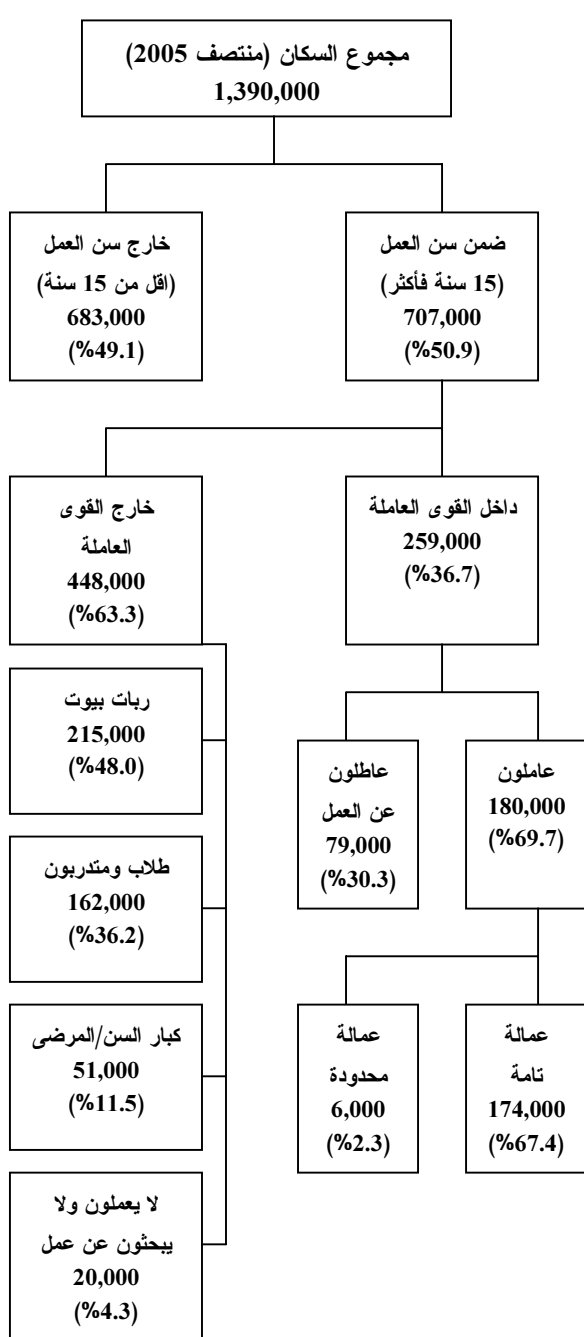 مجموع السكان (منتصف 2005)
1,390,000
ضمن سن العمل
(15 سنة فأكثر)
707,000
(%50.9)
خارج سن العمل
(اقل من 15 سنة)
683,000
(%49.1)
داخل القوى العاملة
259,000
(%36.7)
خارج القوى
العاملة
448,000
(%63.3)
عاملون
180,000
(%69.7)
عاطلون
عن العمل
79,000
(%30.3)
عمالة
تامة
174,000
(%67.4)
عمالة
محدودة
6,000
(%2.3)
ربات بيوت
215,000
(%48.0)
طلاب ومتدربون
162,000
(%36.2)
كبار السن/المرضى
51,000
(%11.5)
لا يعملون ولا
يبحثون عن عمل
20,000
(%4.3)